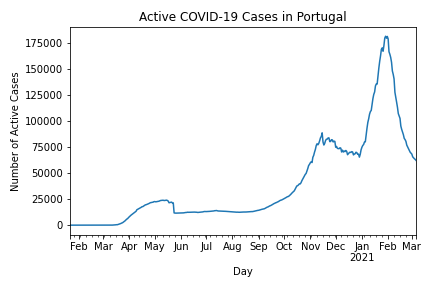 Active COVID-19 Cases in Portugal
175000
150000
125000
100000
75000
50000
25000
0
Number of Active Cases
Feb Mar Apr May Jun Jul Aug Sep Oct Nov Dec Jan Feb Mar
2021
Day